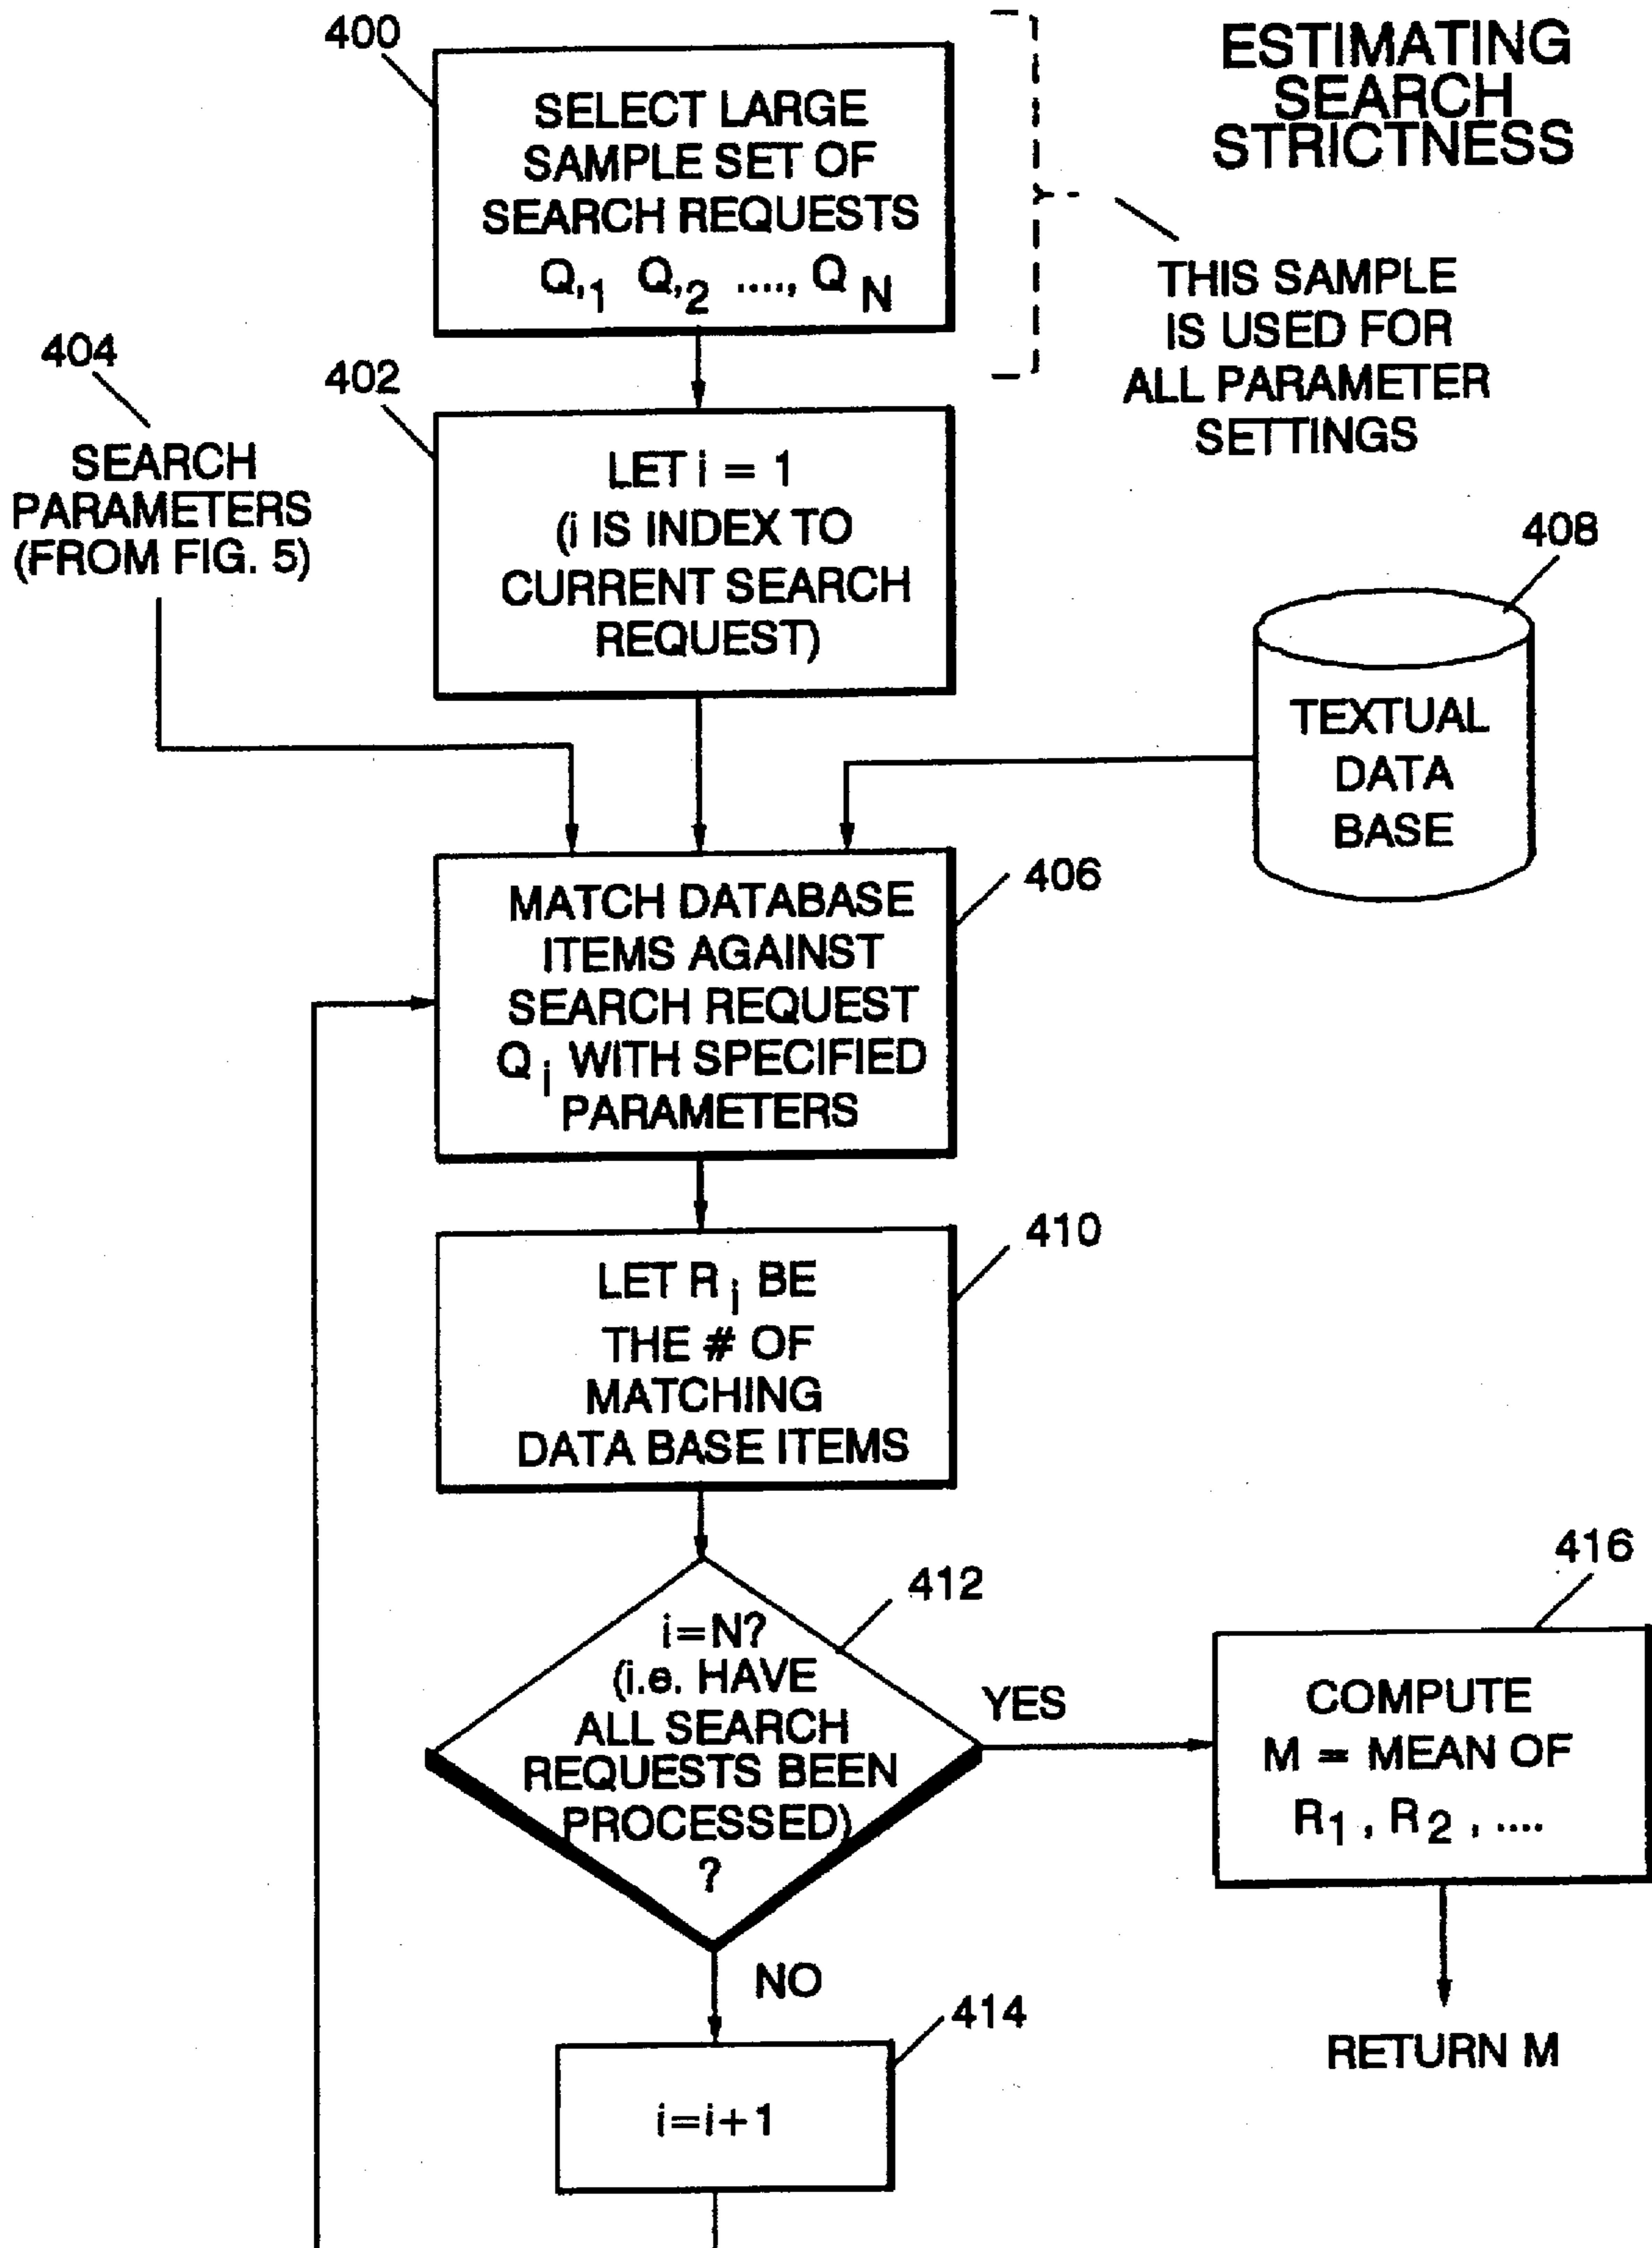 400
SELECT LARGE
SAMPLE SET OF
SEARCH REQUESTS
Q,1 Q,2 ...., Q N
ESTIMATING
SEARCH
STRICTNESS
THIS SAMPLE
IS USED FOR
ALL PARAMETER
SETTINGS
404
SEARCH
PARAMETERS
(FROM FIG. 5)
402
LET i = 1
(i IS INDEX TO
CURRENT SEARCH
REQUEST)
408
TEXTUAL
DATA
BASE
406
MATCH DATABASE
ITEMS AGAINST
SEARCH REQUEST
Q i WITH SPECIFIED
PARAMETERS
410
LET R i BE
THE # OF
MATCHING
DATA BASE ITEMS
412
i=N?
(i.e. HAVE
ALL SEARCH
REQUESTS BEEN
PROCESSED)
?
YES
416
COMPUTE
M = MEAN OF
R1 , R2 , ....
RETURN M
NO
414
i=i+1